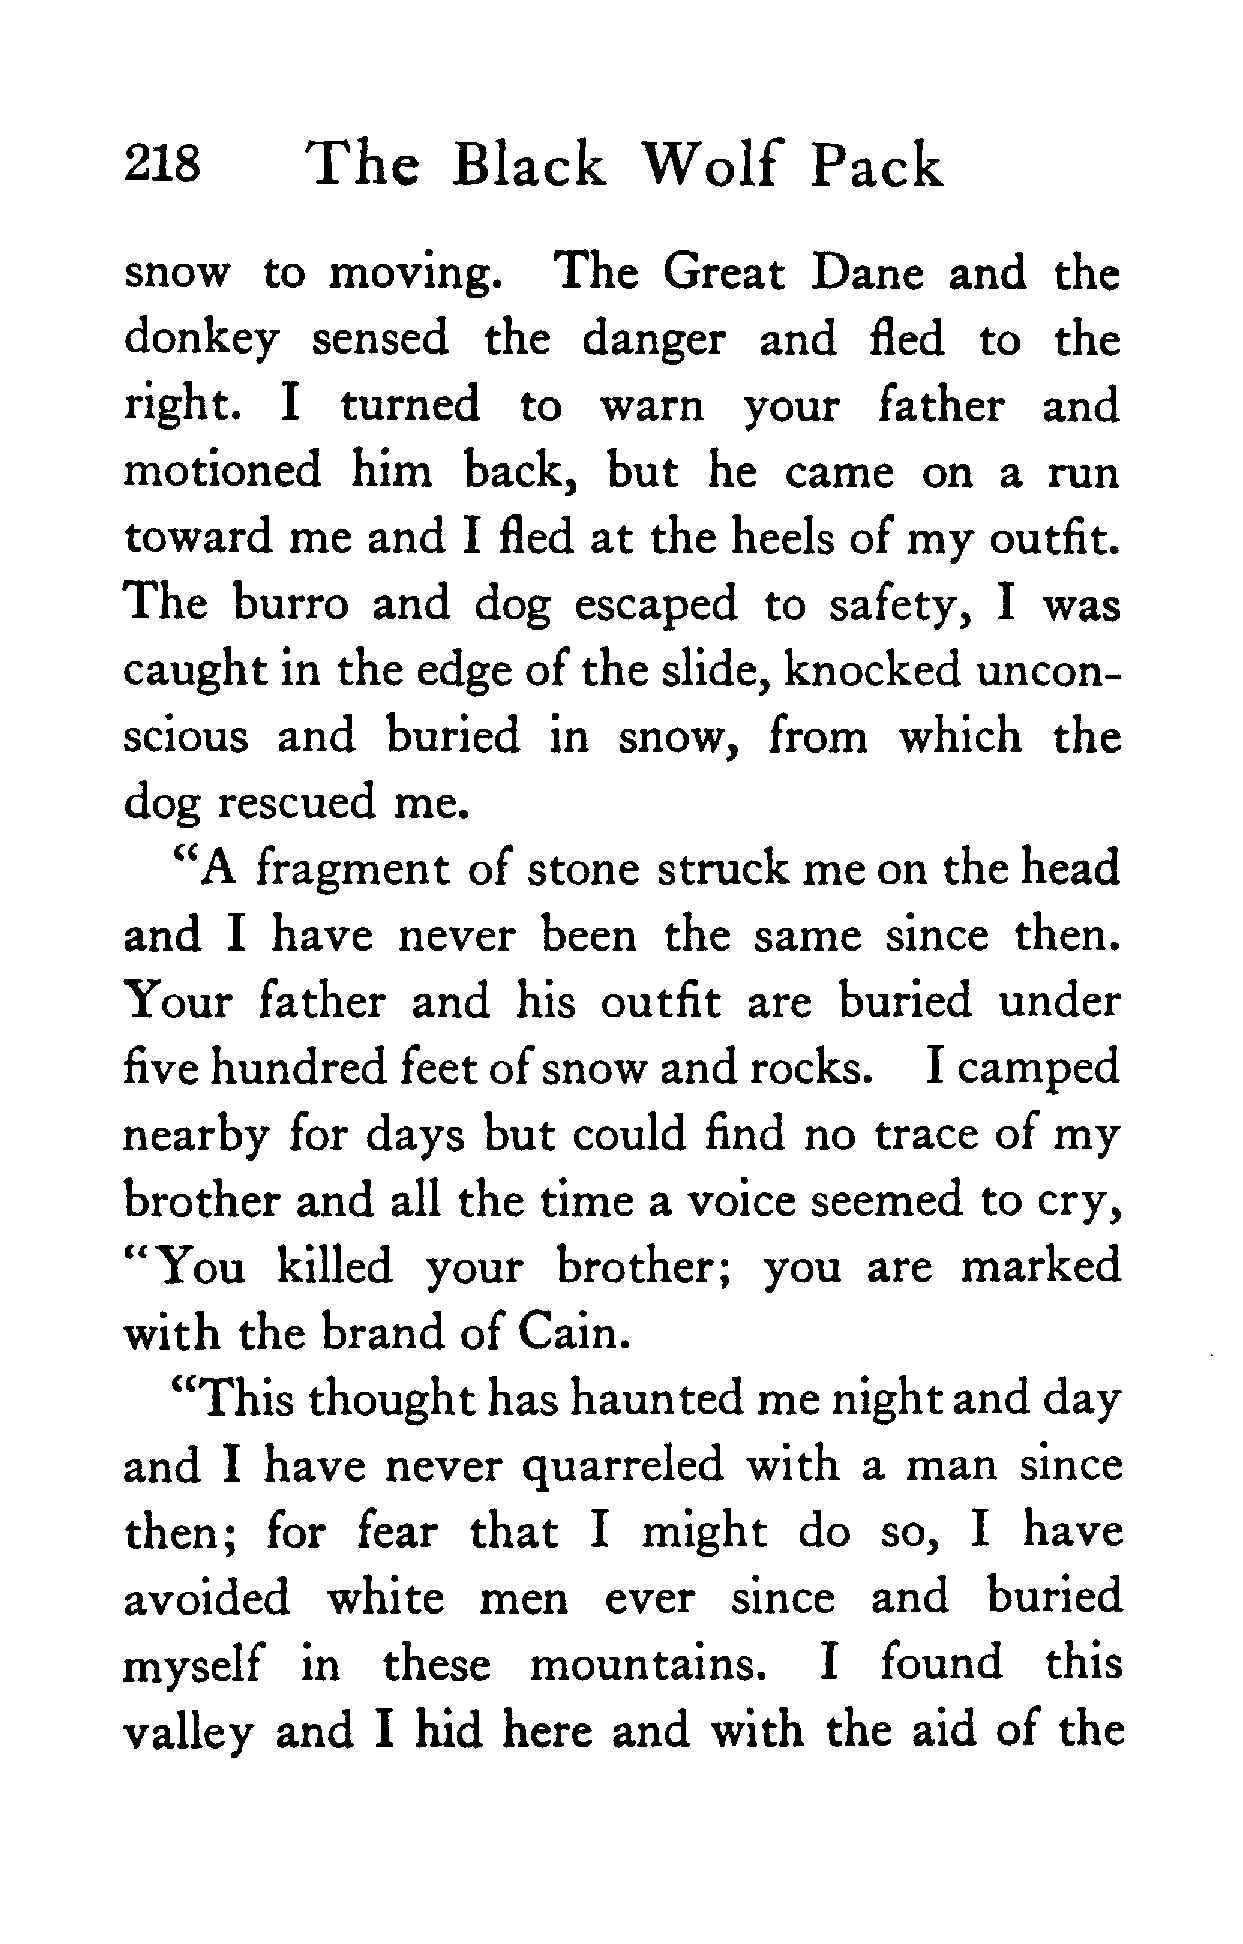 218 The Black Wolf Pack
snow to moving. The Great Dane and the
donkey sensed the danger and fled to the
right. I turned to warn your father and
motioned him back, but he came on a run
toward me and I fled at the heels of my outfit.
The burro and dog escaped to safety, I was
caught in the edge of the slide, knocked uncon-
scious and buried in snow, from which the
dog rescued me.
“A fragment of stone struck me on the head
and I have never been the same since then.
Your father and his outfit are buried under
five hundred feet of snow and rocks. I camped
nearby for days but could find no trace of my
brother and all the time a voice seemed to cry,
“You killed your brother; you are marked
with the brand of Cain.
“This thought has haunted me night and day
and I have never quarreled with a man since
then; for fear that I might do so, I have
avoided white men ever since and buried
myself in these mountains. I found this
valley and I hid here and with the aid of the